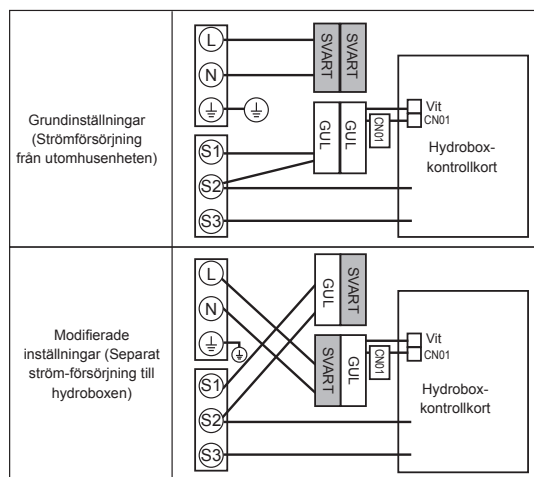 Grundinställningar
(Strömförsörjning
från utomhusenheten)
L
N
S1
S2
S3
SVART
SVART
GUL
GUL
CN01
Vit
CN01
Hydrobox-
kontrollkort
Modifierade
inställningar (Separat
ström-försörjning till
hydroboxen)
L
N
S1
S2
S3
GUL
SVART
SVART
GUL
CN01
Vit
CN01
Hydrobox-
kontrollkort